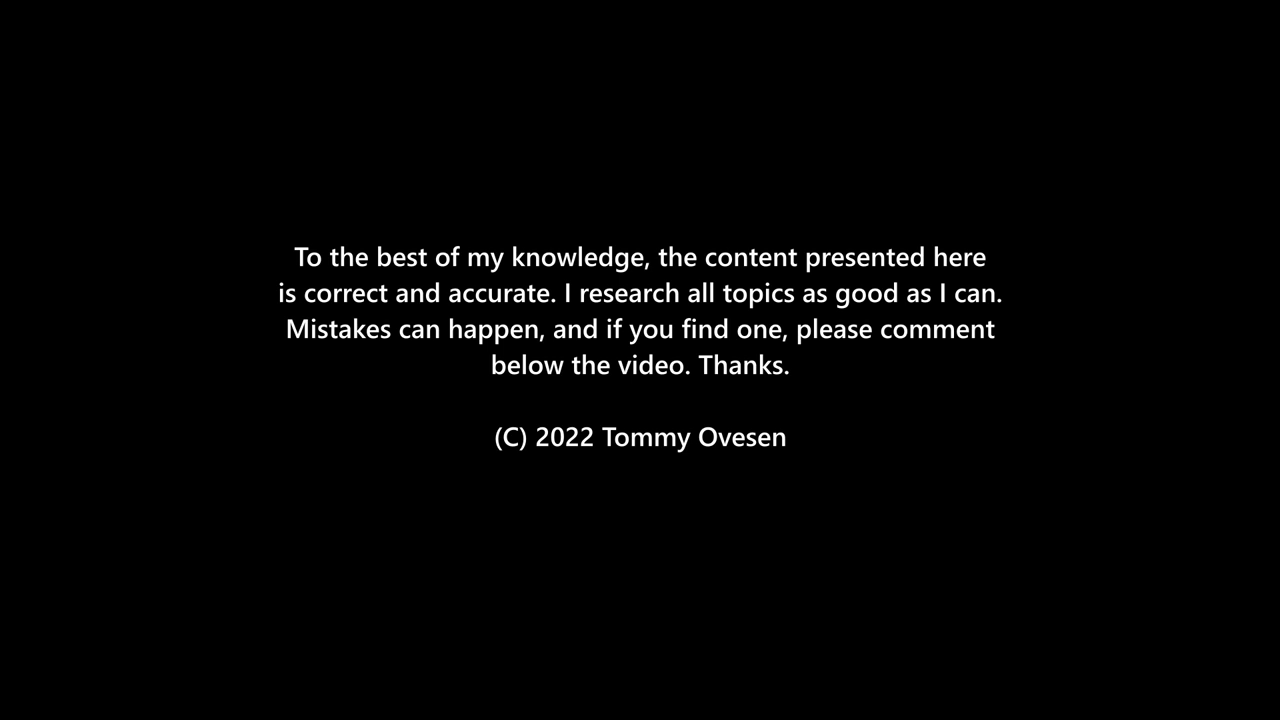 To the best of my knowledge, the content presented here
is correct and accurate. I research all topics as good as I can.
Mistakes can happen, and if you find one, please comment
below the video. Thanks.
(C) 2022 Tommy Ovesen